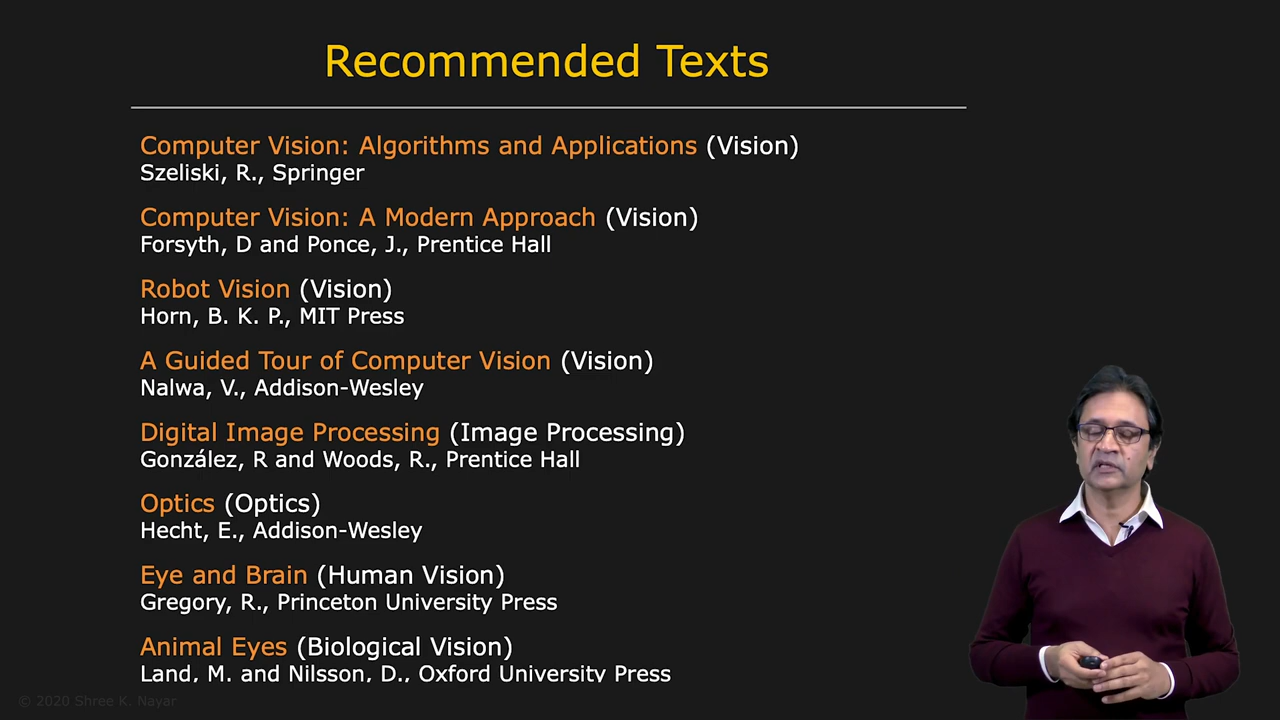 Recommended Texts
Computer Vision: Algorithms and Applications (Vision)
Szeliski, R., Springer
Computer Vision: A Modern Approach (Vision)
Forsyth, D and Ponce, J., Prentice Hall
Robot Vision (Vision)
Horn, B. K. P., MIT Press
A Guided Tour of Computer Vision (Vision)
Nalwa, V., Addison-Wesley
Digital Image Processing (Image Processing)
González, R and Woods, R., Prentice Hall
Optics (Optics)
Hecht, E., Addison-Wesley
Eye and Brain (Human Vision)
Gregory, R., Princeton University Press
Animal Eyes (Biological Vision)
Land, M. and Nilsson, D., Oxford University Press
© 2020 Shree K. Nayar